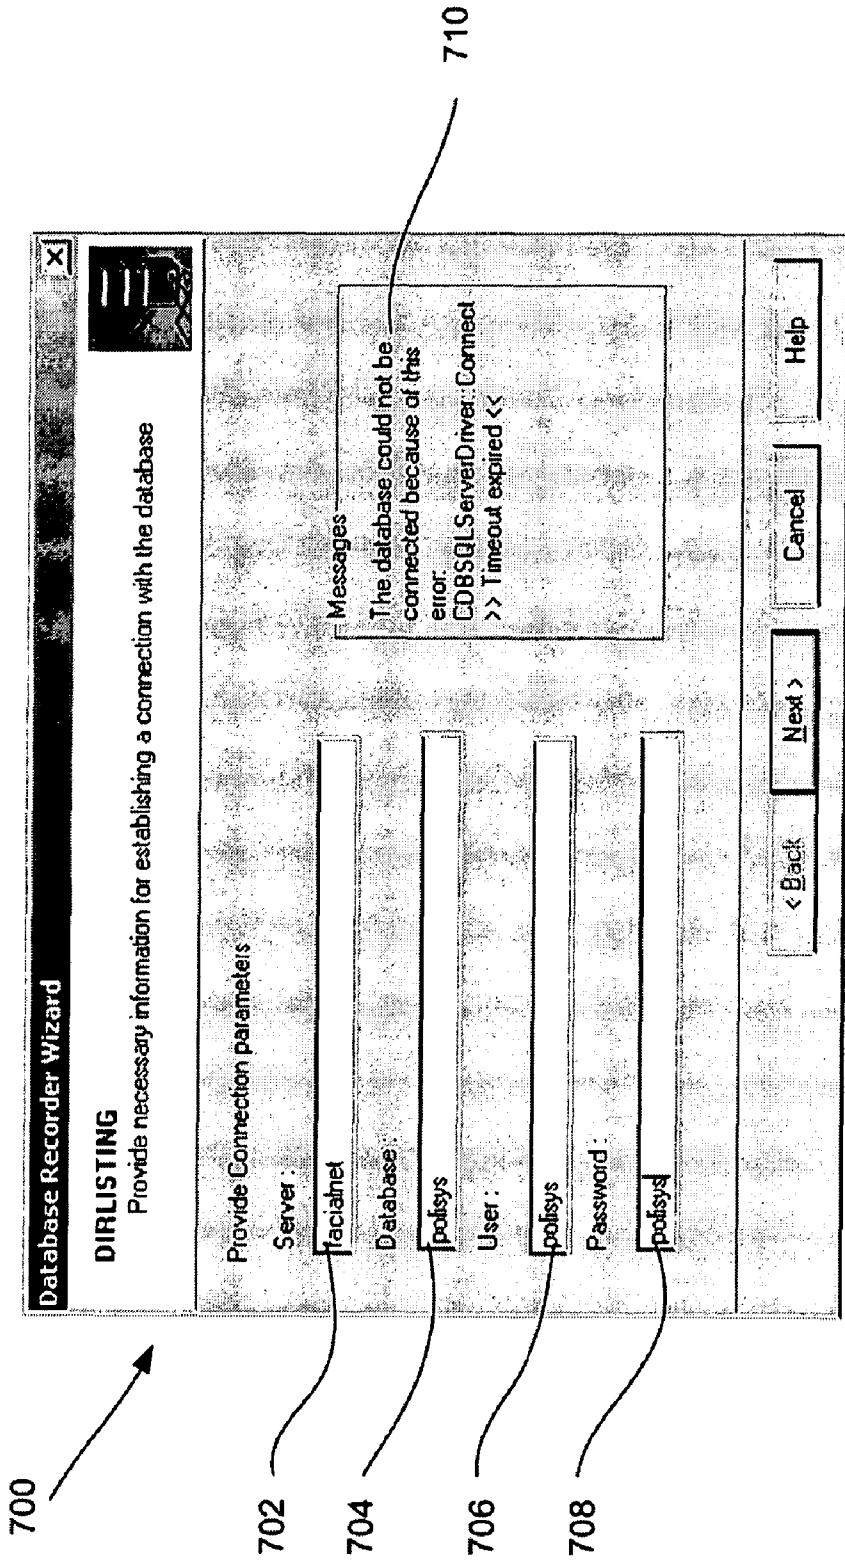 700
Database Recorder Wizard
DIRLISTING
Provide necessary information for establishing a connection with the database
Provide Connection parameters
Server :
facialnet
Database :
polisys
User :
polisys
Password :
polisys
Messages
The database could not be
connected because of this
error:
CDBSQLServerDriver::Connect
>> Timeout expired <<
< Back
Next >
Cancel
Help
702
704
706
708
710